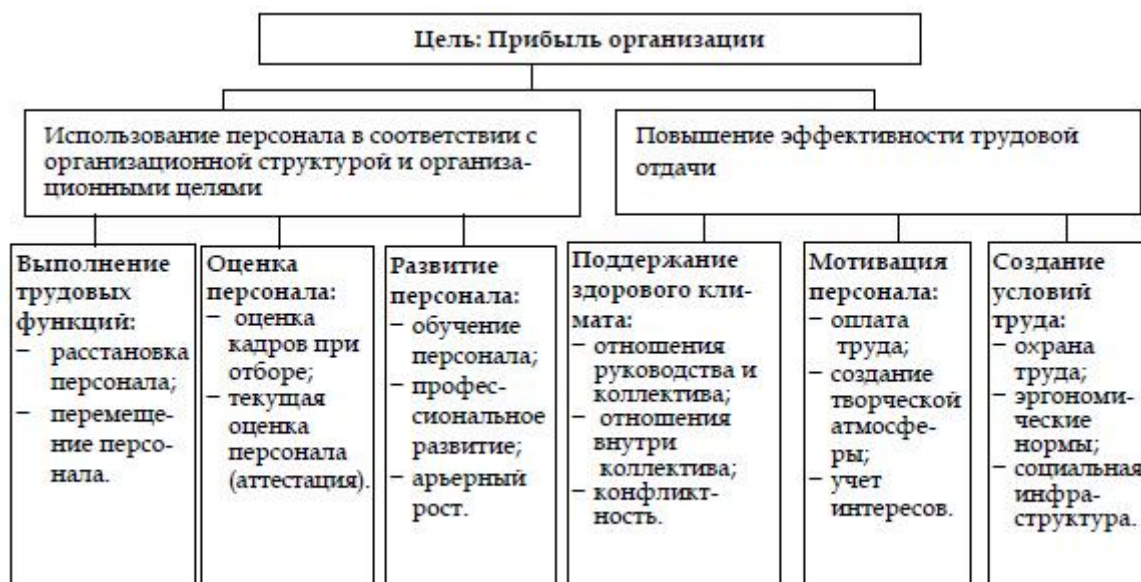 Цель: Прибыль организации
Использование персонала в соответствии с
организационной структурой и организа-
ционными целями
Повышение эффективности трудовой
отдачи
Выполнение
трудовых
функций:
– расстановка
персонала;
– перемеще-
ние персо-
нала.
Оценка
персонала:
– оценка
кадров при
отборе;
– текущая
оценка
персонала
(аттестация).
Развитие
персонала:
– обучение
персонала;
– профес-
сиональное
развитие;
– арьерный
рост.
Поддержание
здорового кли-
мата:
– отношения
руководства и
коллектива;
– отношения
внутри
коллектива;
– конфликт-
ность.
Мотивация
персонала:
– оплата
труда;
– создание
творческой
атмосфе-
ры;
– учет
интересов.
Создание
условий
труда:
– охрана
труда;
– эргономи-
ческие
нормы;
– социальная
инфра-
структура.